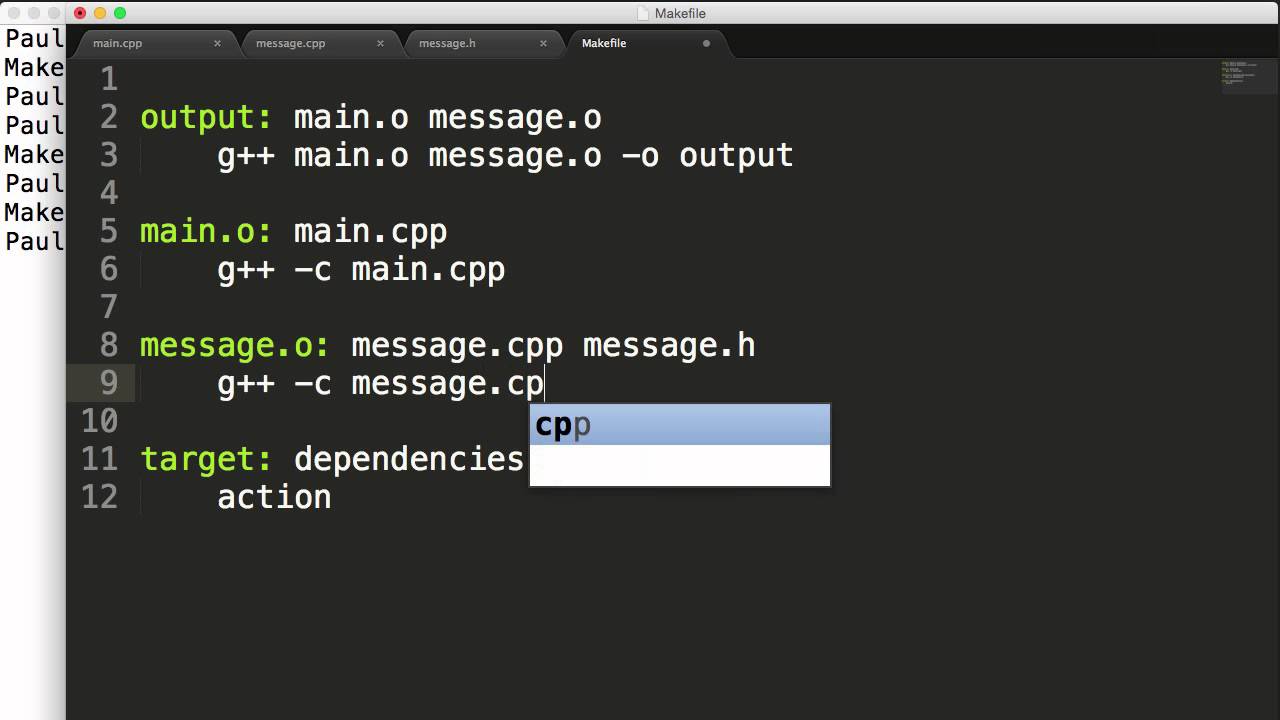 Makefile
main.cpp × message.cpp × message.h × Makefile
Paul
Make
Paul
Paul
Make
Paul
Make
Paul
1
2 output: main.o message.o
3 g++ main.o message.o -o output
4
5 main.o: main.cpp
6 g++ -c main.cpp
7
8 message.o: message.cpp message.h
9 g++ -c message.cp
cpp
10
11 target: dependencies
12 action